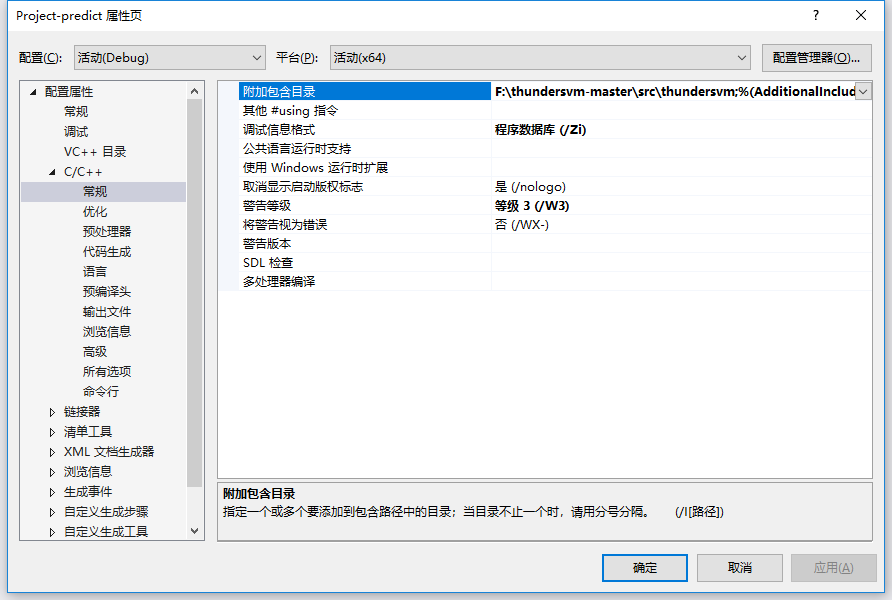 Project-predict 属性页
?
配置(C):
活动(Debug)
平台(P):
活动(x64)
配置管理器(O)...
配置属性
常规
调试
VC++ 目录
C/C++
常规
优化
预处理器
代码生成
语言
预编译头
输出文件
浏览信息
高级
所有选项
命令行
链接器
清单工具
XML 文档生成器
浏览信息
生成事件
自定义生成步骤
自定义生成工具
附加包含目录 F:\thundersvm-master\src\thundersvm;%(AdditionalInclud
其他 #using 指令
调试信息格式 程序数据库 (/Zi)
公共语言运行时支持
使用 Windows 运行时扩展
取消显示启动版权标志 是 (/nologo)
警告等级 等级 3 (/W3)
将警告视为错误 否 (/WX-)
警告版本
SDL 检查
多处理器编译
附加包含目录
指定一个或多个要添加到包含路径中的目录；当目录不止一个时，请用分号分隔。 (/I[路径])
确定
取消
应用(A)